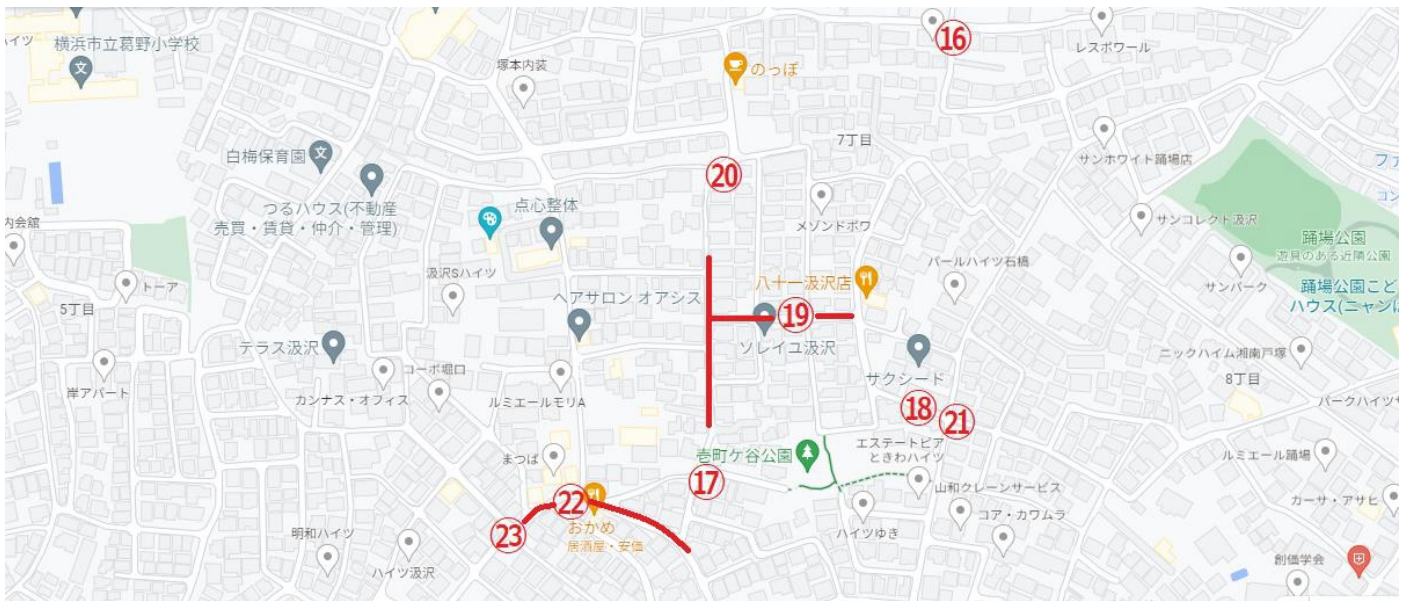 ハイツ
横浜市立葛野小学校
文
塚本内装
のっぽ
⑯
レスポワール
7丁目
白梅保育園
文
サンホワイト踊場店
⑳
つるハウス(不動産
売買・賃貸・仲介・管理)
点心整体
メゾンドボワ
サンコレクト汲沢
内会館
踊場公園
遊具のある近隣公園
汲沢Sハイツ
パールハイツ石橋
トーア
八十一汲沢店
サンパーク
踊場公園こど
ハウス(ニャン
5丁目
ヘアサロン オアシス
⑲
テラス汲沢
ソレイユ汲沢
ニックハイム湘南戸塚
コーポ堀口
サクシード
8丁目
岸アパート
カンナス・オフィス
ルミエールモリA
⑱
㉑
パークハイツ
エステートピア
ときわハイツ
まつば
壱町ケ谷公園
ルミエール踊場
⑰
山和クレーンサービス
㉒
カーサ・アサヒ
コア・カワムラ
㉓
おかめ
居酒屋・安価
明和ハイツ
ハイツゆき
ハイツ汲沢
創価学会